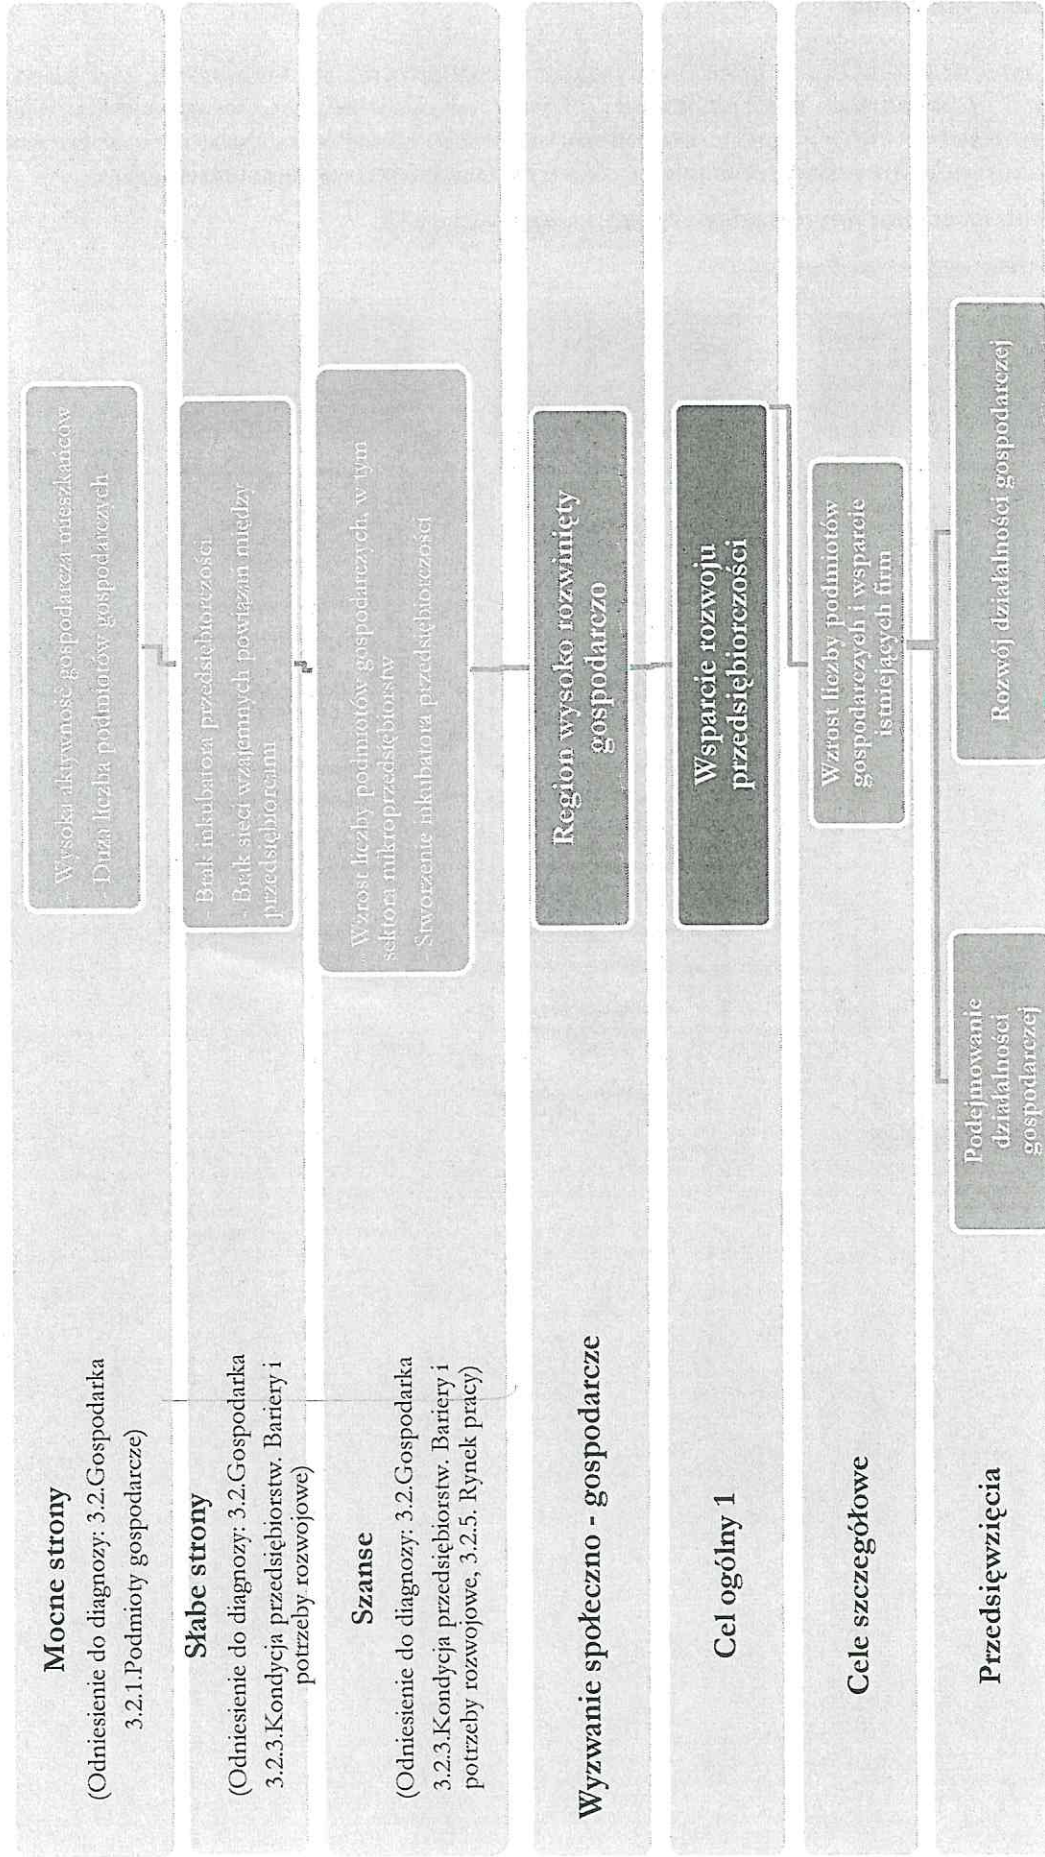 Mocne strony
(Odniesienie do diagnozy: 3.2.Gospodarka
3.2.1.Podmioty gospodarcze)
- Wysoka aktywność gospodarcza mieszkańców
- Duża liczba podmiotów gospodarczych
Słabe strony
(Odniesienie do diagnozy: 3.2.Gospodarka
3.2.3.Kondycja przedsiębiorstw. Bariery i
potrzeby rozwojowe)
- Brak inkubatora przedsiębiorczości
- Brak sieci wzajemnych powiązań między
przedsiębiorcami
Szanse
(Odniesienie do diagnozy: 3.2.Gospodarka
3.2.3.Kondycja przedsiębiorstw. Bariery i
potrzeby rozwojowe, 3.2.5. Rynek pracy)
- Wzrost liczby podmiotów gospodarczych, w tym
sektora mikroprzedsiębiorstw
- Stworzenie inkubatora przedsiębiorczości
Wyzwanie społeczno - gospodarcze
Region wysoko rozwinięty
gospodarczo
Cel ogólny 1
Wsparcie rozwoju
przedsiębiorczości
Cele szczegółowe
Wzrost liczby podmiotów
gospodarczych i wsparcie
istniejących firm
Przedsięwzięcia
Podejmowanie
działalności
gospodarczej
Rozwój działalności gospodarczej